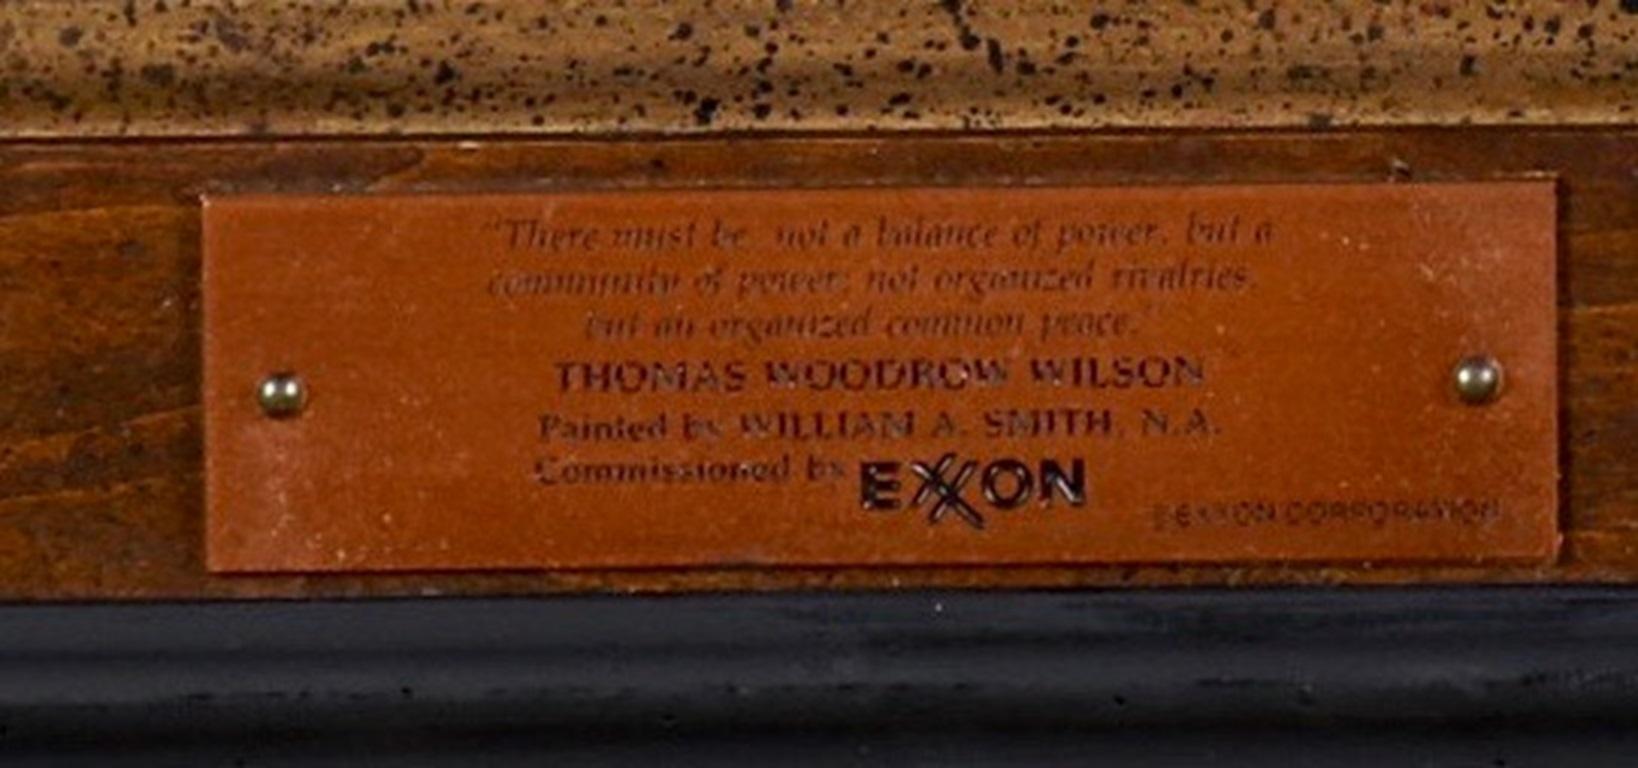 "There must be, not a balance of power, but a
community of power; not organized rivalries,
but an organized common peace."
THOMAS WOODROW WILSON
Painted by WILLIAM A. SMITH, N.A.
Commissioned by EXXON
© EXXON CORPORATION